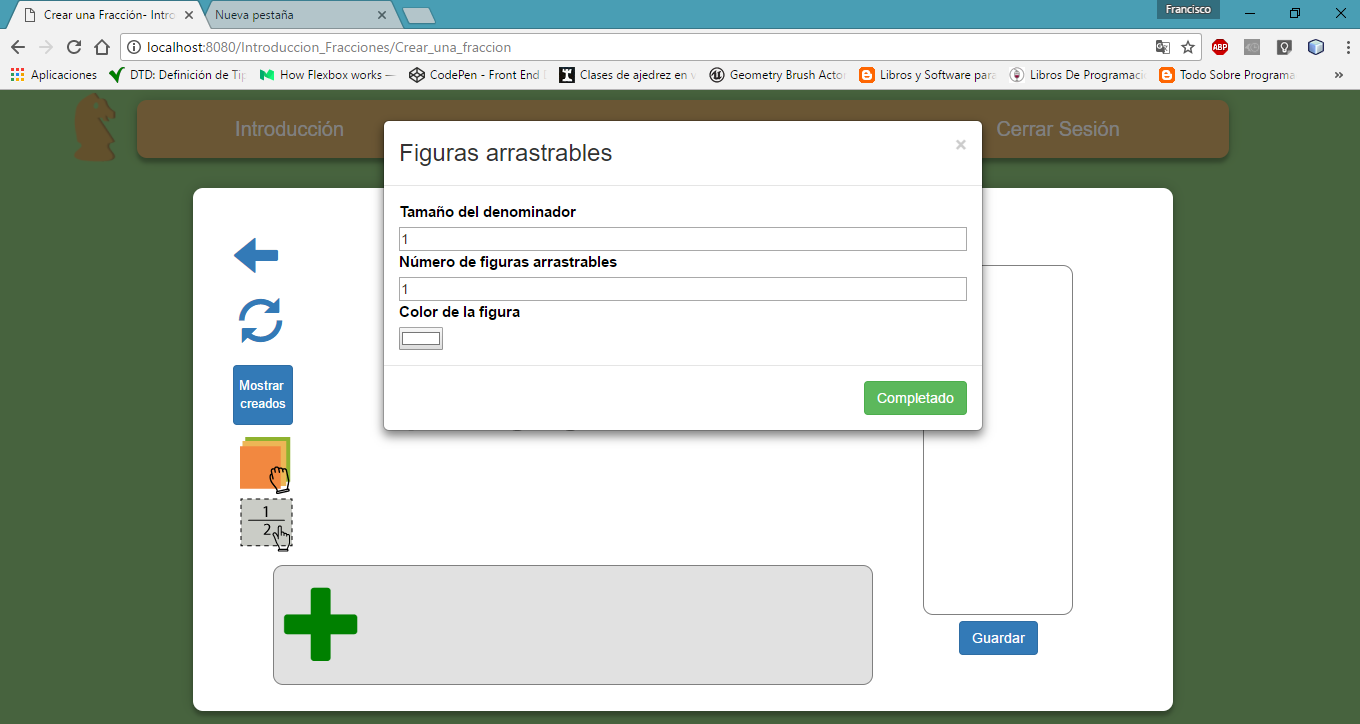 Francisco
Crear una Fracción- Intro
Nueva pestaña
localhost:8080/Introduccion_Fracciones/Crear_una_fraccion
ABP
Aplicaciones
DTD: Definición de Tip
How Flexbox works —
CodePen - Front End
Clases de ajedrez en v
Geometry Brush Actor
Libros y Software para
Libros De Programació
Todo Sobre Programa
»
Introducción
Cerrar Sesión
Figuras arrastrables
×
Tamaño del denominador
1
Número de figuras arrastrables
1
Color de la figura
Completado
Mostrar
creados
1
2
Guardar